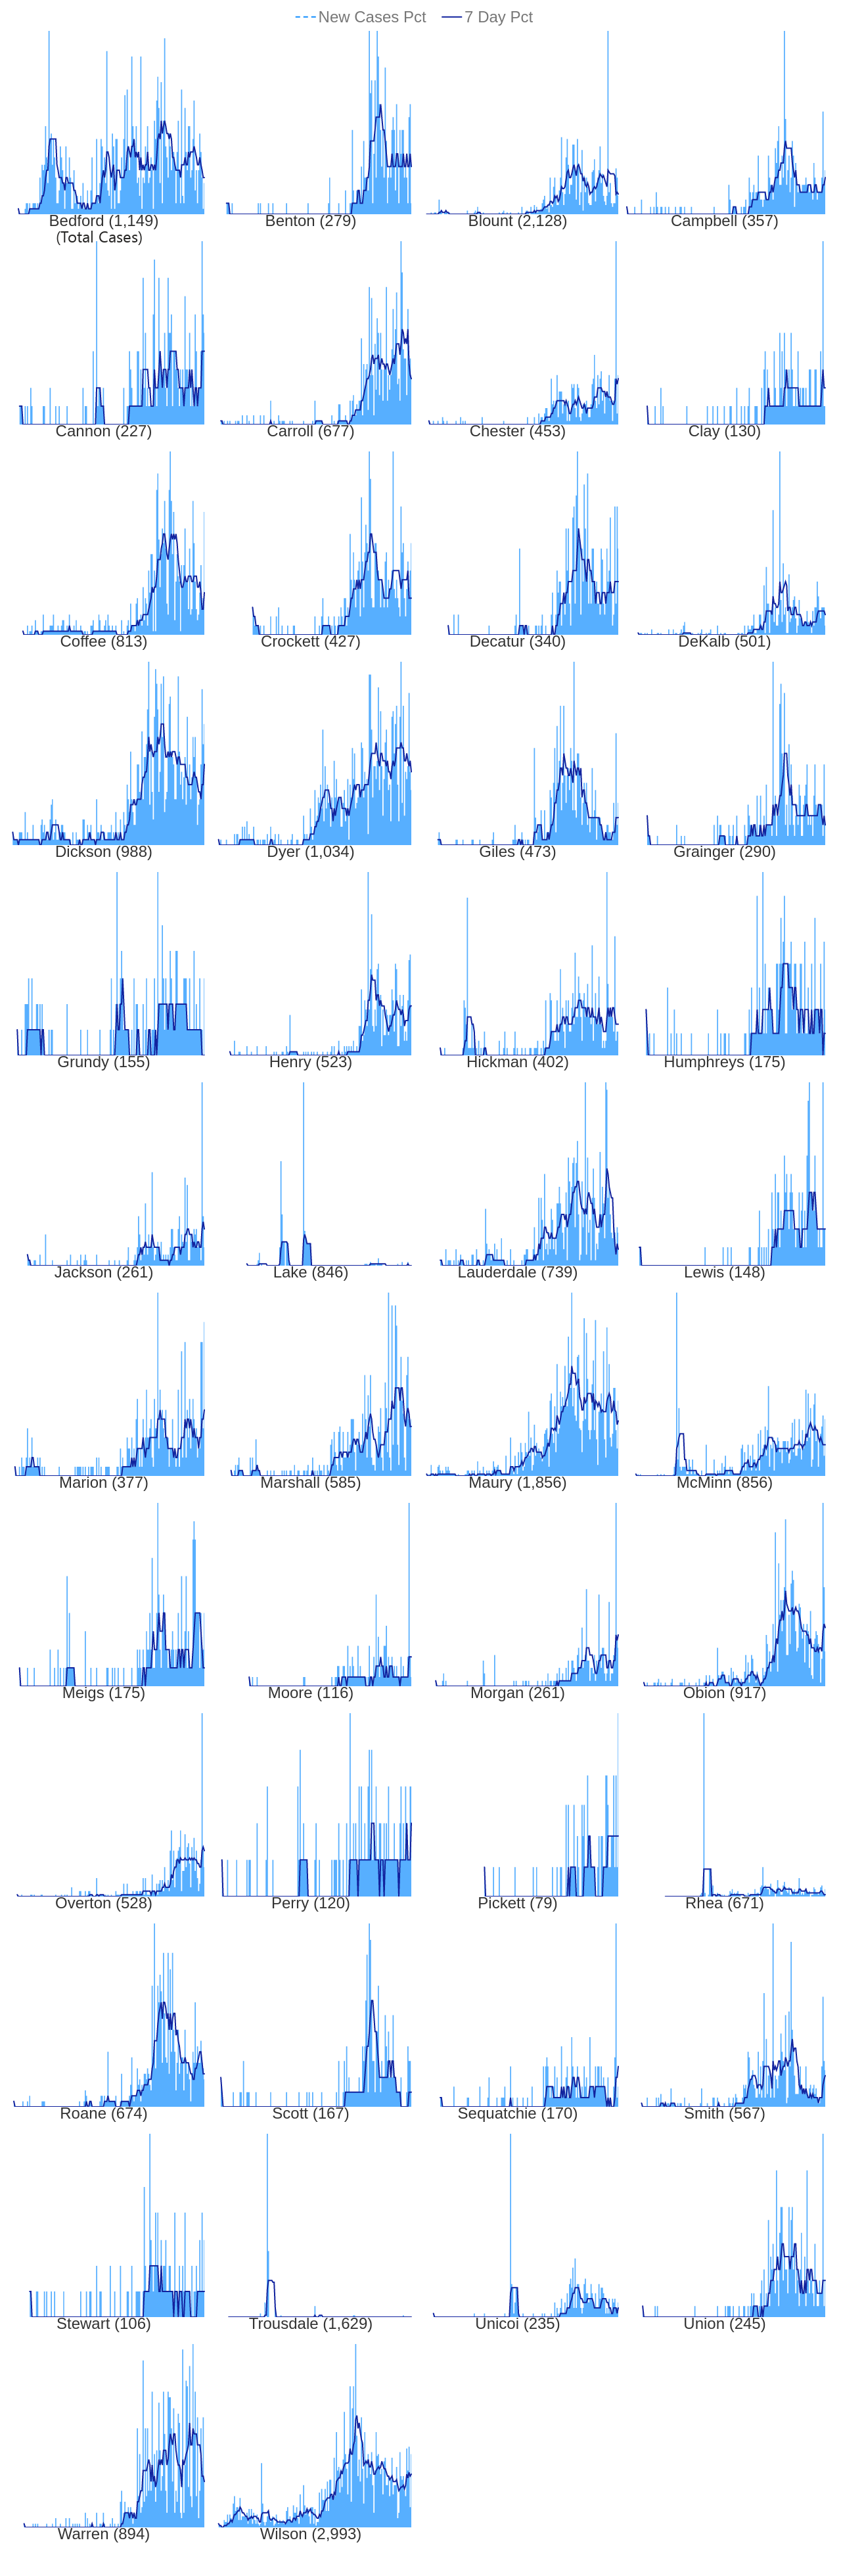 New Cases Pct 7 Day Pct
Bedford (1,149) Benton (279) Blount (2,128) Campbell (357)
(Total Cases)
Cannon (227) Carroll (677) Chester (453) Clay (130)
Coffee (813) Crockett (427) Decatur (340) DeKalb (501)
Dickson (988) Dyer (1,034) Giles (473) Grainger (290)
Grundy (155) Henry (523) Hickman (402) Humphreys (175)
Jackson (261) Lake (846) Lauderdale (739) Lewis (148)
Marion (377) Marshall (585) Maury (1,856) McMinn (856)
Meigs (175) Moore (116) Morgan (261) Obion (917)
Overton (528) Perry (120) Pickett (79) Rhea (671)
Roane (674) Scott (167) Sequatchie (170) Smith (567)
Stewart (106) Trousdale (1,629) Unicoi (235) Union (245)
Warren (894) Wilson (2,993)